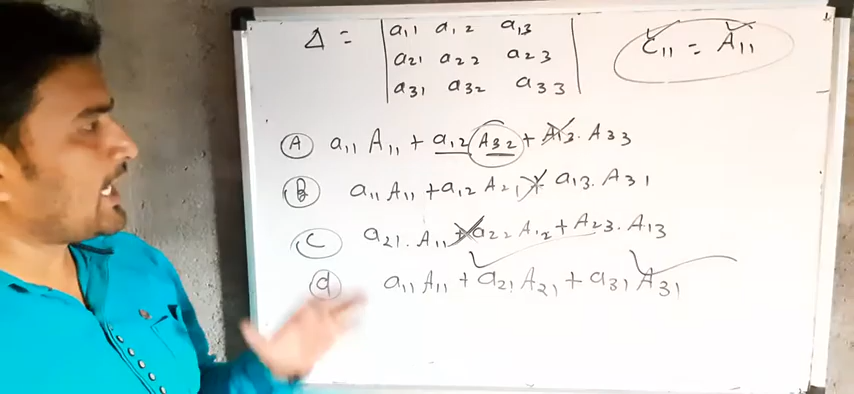 Δ = | a11 a12 a13 |
| a21 a22 a23 |
| a31 a32 a33 |
C11 = A11
(A) a11 A11 + a12 A32 + A13. A33
(B) a11 A11 + a12 A21 + a13. A31
(C) a21. A11 + a22 A12 + A23. A13
(d) a11 A11 + a21 A21 + a31 A31